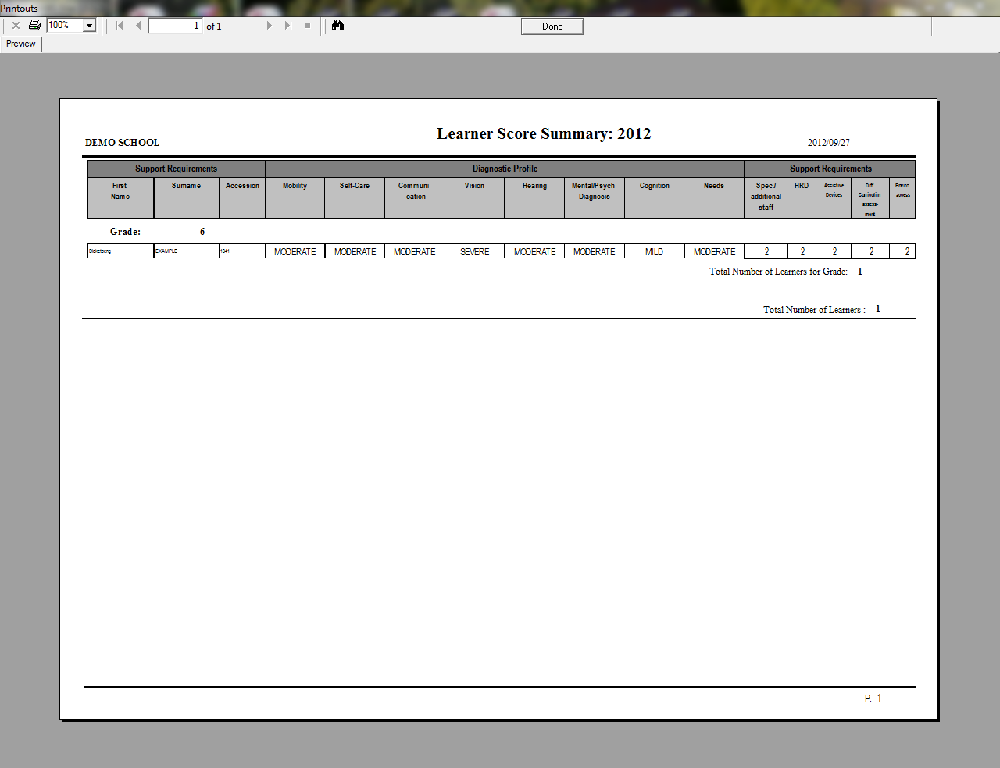 Printouts
100%
1 of 1
Done
Preview
Learner Score Summary: 2012
DEMO SCHOOL
2012/09/27
Support Requirements Diagnostic Profile Support Requirements
First Name Surname Accession Mobility Self-Care Communi -cation Vision Hearing Mental/Psych Diagnosis Cognition Needs Spec./ additional staff HRD Assistive Devices Diff Curriculim assess- ment Enviro. access
Grade: 6
Dieketseng EXAMPLE 1841 MODERATE MODERATE MODERATE SEVERE MODERATE MODERATE MILD MODERATE 2 2 2 2 2
Total Number of Learners for Grade: 1
Total Number of Learners : 1
P. 1